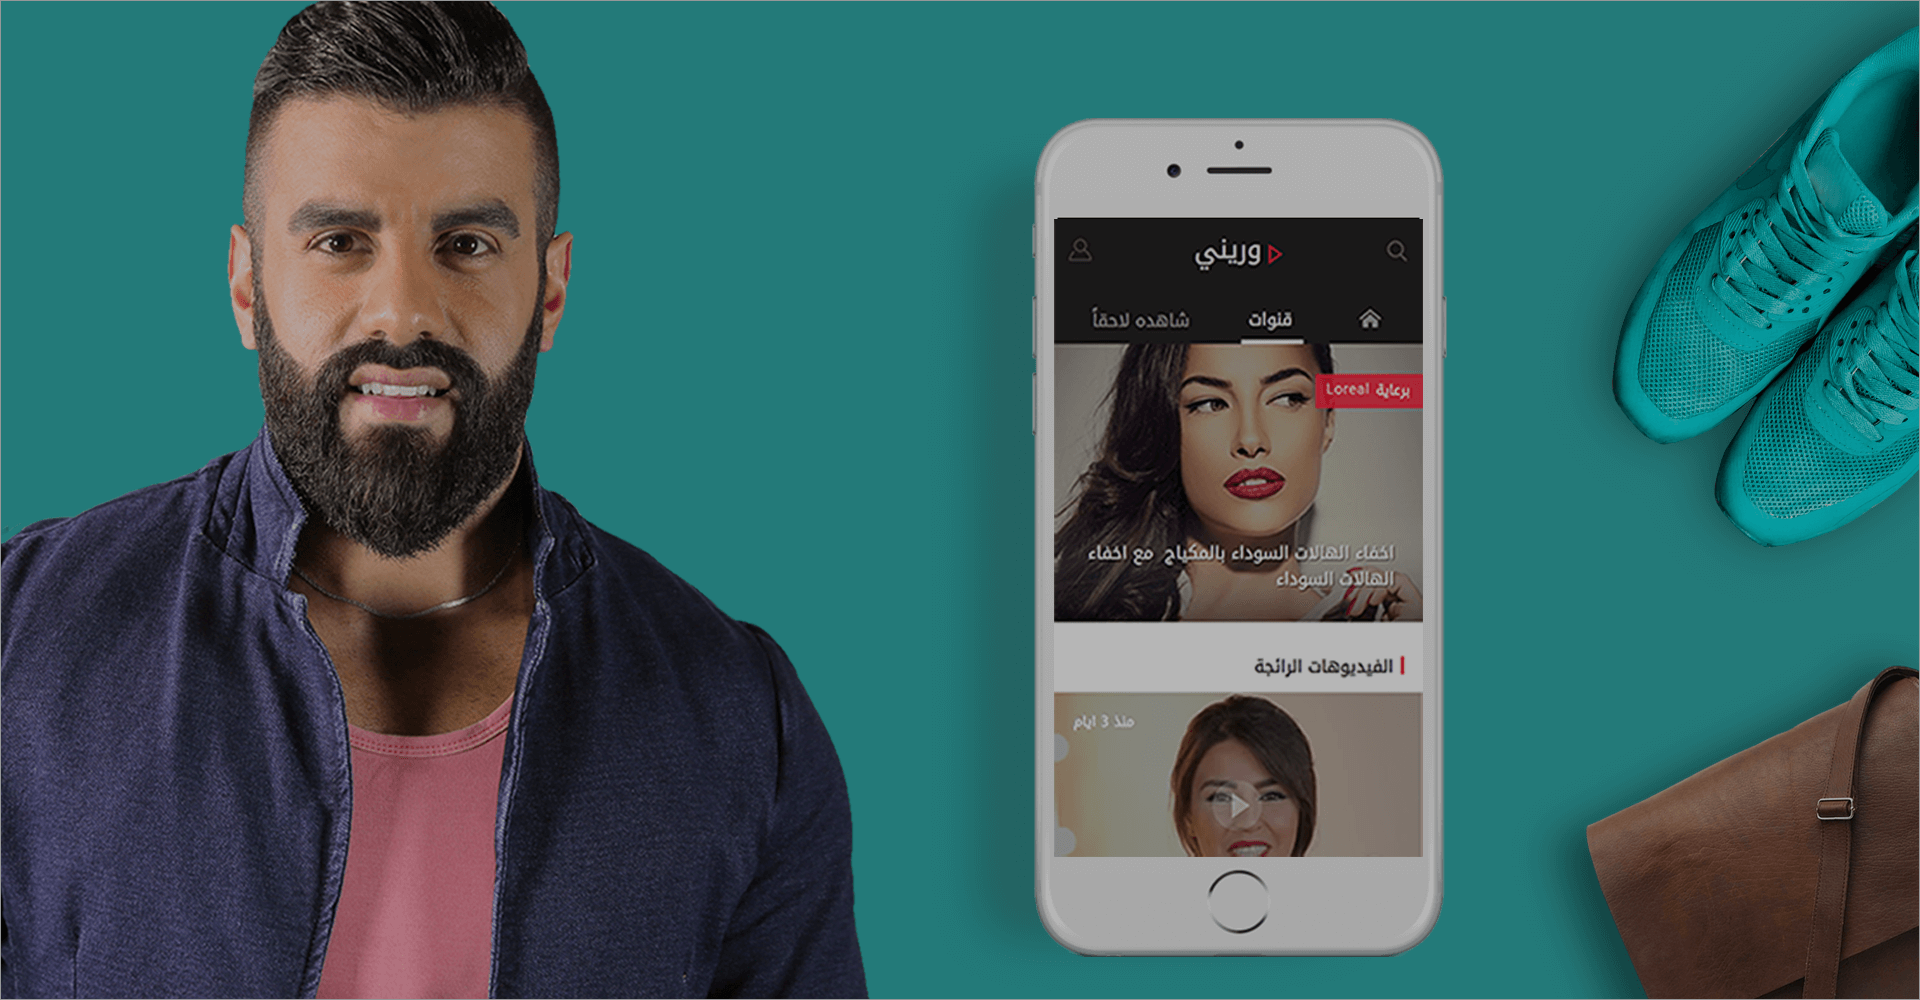 وريني
قنوات
شاهده لاحقاً
برعاية Loreal
اخفاء الهالات السوداء بالمكياج مع اخفاء
الهالات السوداء
الفيديوهات الرائجة
منذ 3 ايام